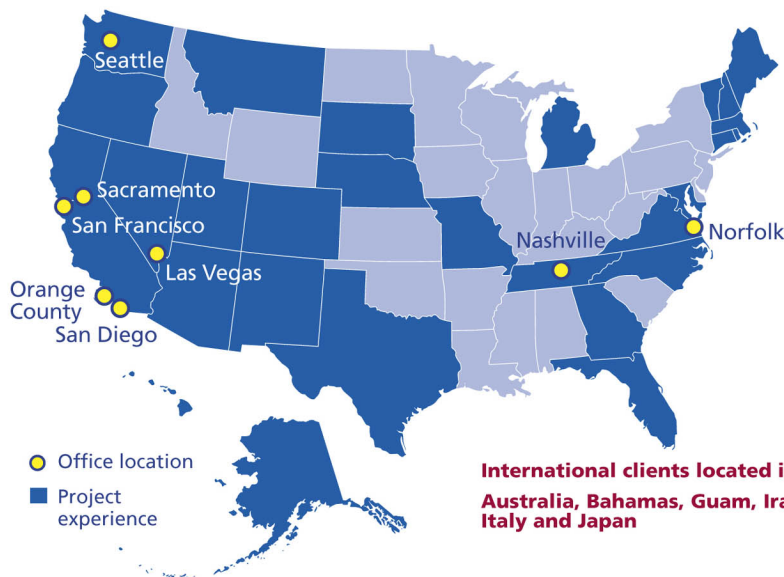 Seattle
Sacramento
San Francisco
Las Vegas
Orange
County
San Diego
Nashville
Norfolk
Office location
Project
experience
International clients located
Australia, Bahamas, Guam,
Italy and Japan